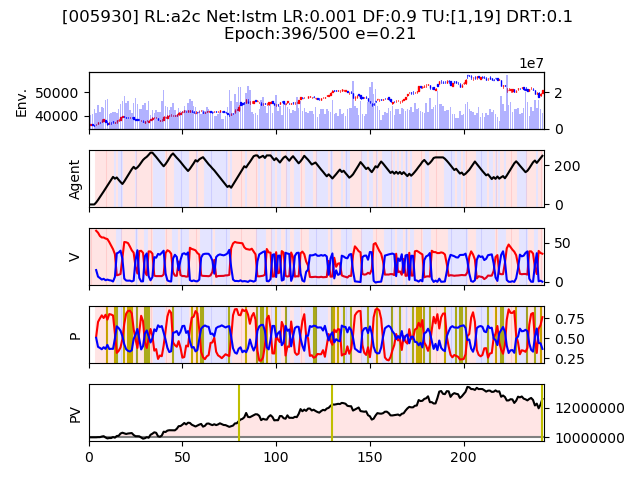 [005930] RL:a2c Net:lstm LR:0.001 DF:0.9 TU:[1,19] DRT:0.1
Epoch:396/500 e=0.21
1e7
Env.
50000
40000
2
0
Agent
200
0
V
50
0
P
0.75
0.50
0.25
PV
12000000
10000000
0 50 100 150 200